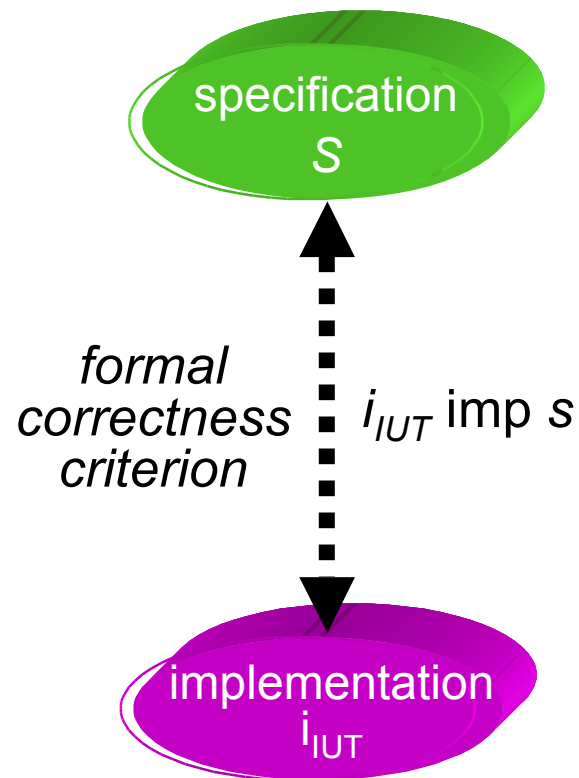 specification
s
formal
correctness
criterion
i_IUT imp s
implementation
i_IUT